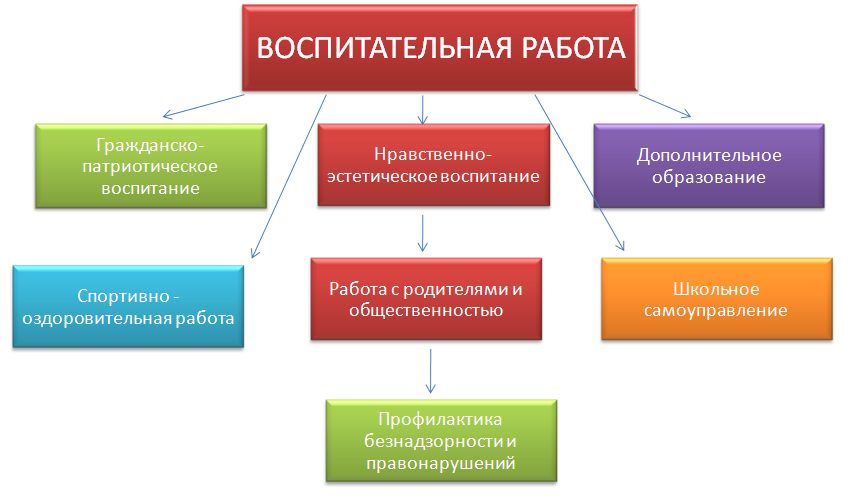 ВОСПИТАТЕЛЬНАЯ РАБОТА
Гражданско-
патриотическое
воспитание
Нравственно-
эстетическое воспитание
Дополнительное
образование
Спортивно -
оздоровительная работа
Работа с родителями и
общественностью
Школьное
самоуправление
Профилактика
безнадзорности и
правонарушений